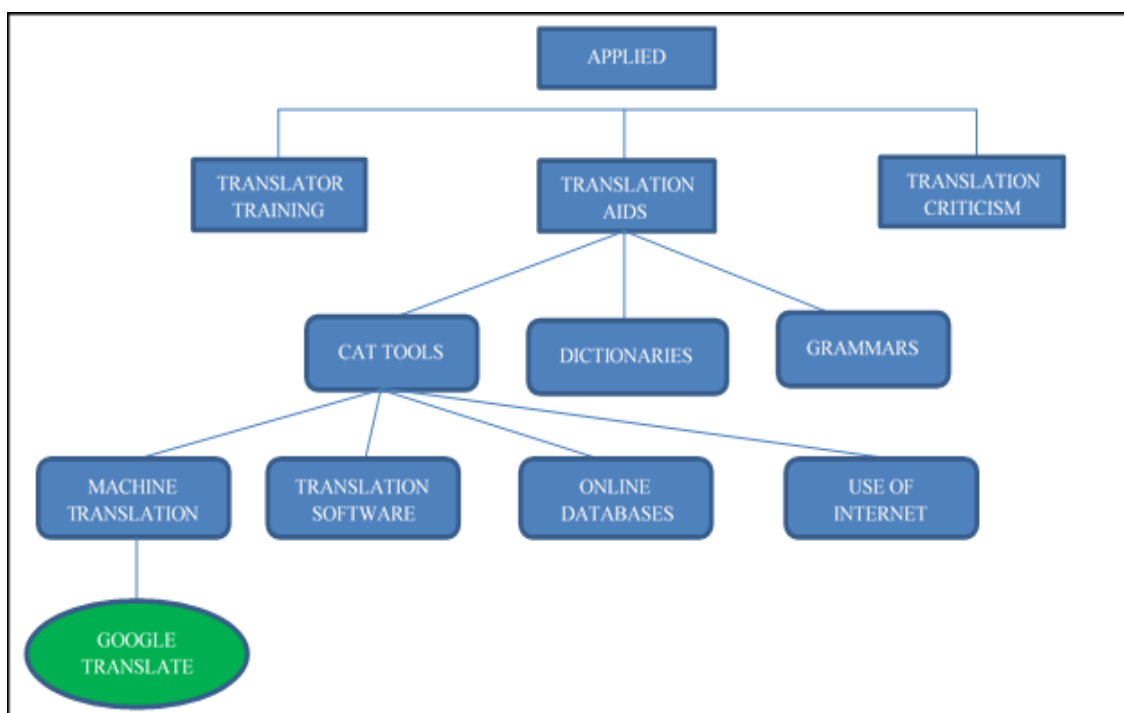 APPLIED
TRANSLATOR
TRAINING
TRANSLATION
AIDS
TRANSLATION
CRITICISM
CAT TOOLS
DICTIONARIES
GRAMMARS
MACHINE
TRANSLATION
TRANSLATION
SOFTWARE
ONLINE
DATABASES
USE OF
INTERNET
GOOGLE
TRANSLATE